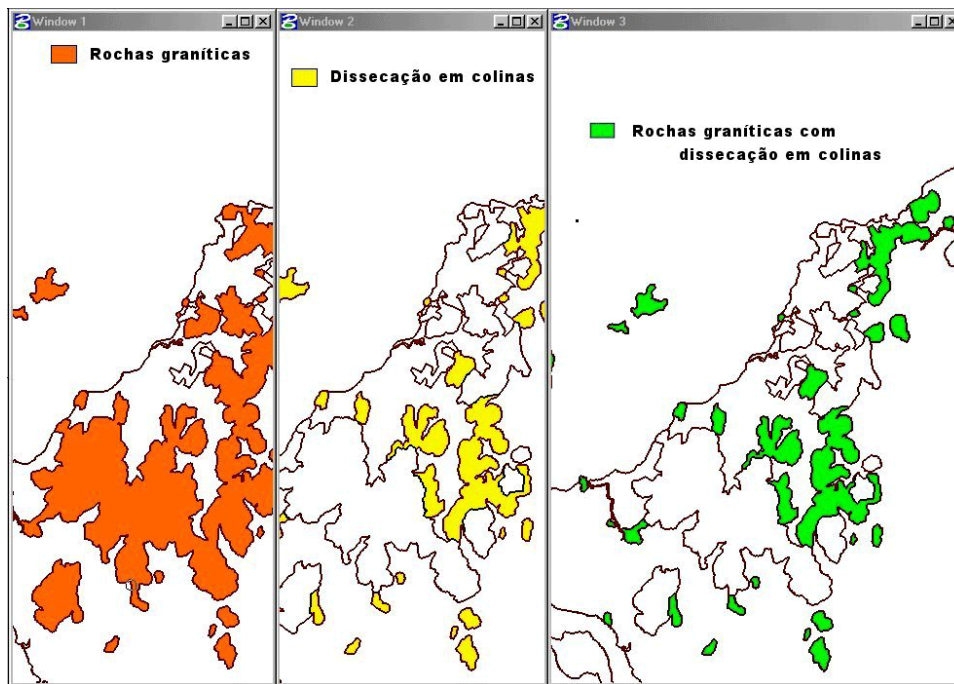 Window 1
Rochas graníticas
Window 2
Dissecação em colinas
Window 3
Rochas graníticas com
dissecação em colinas